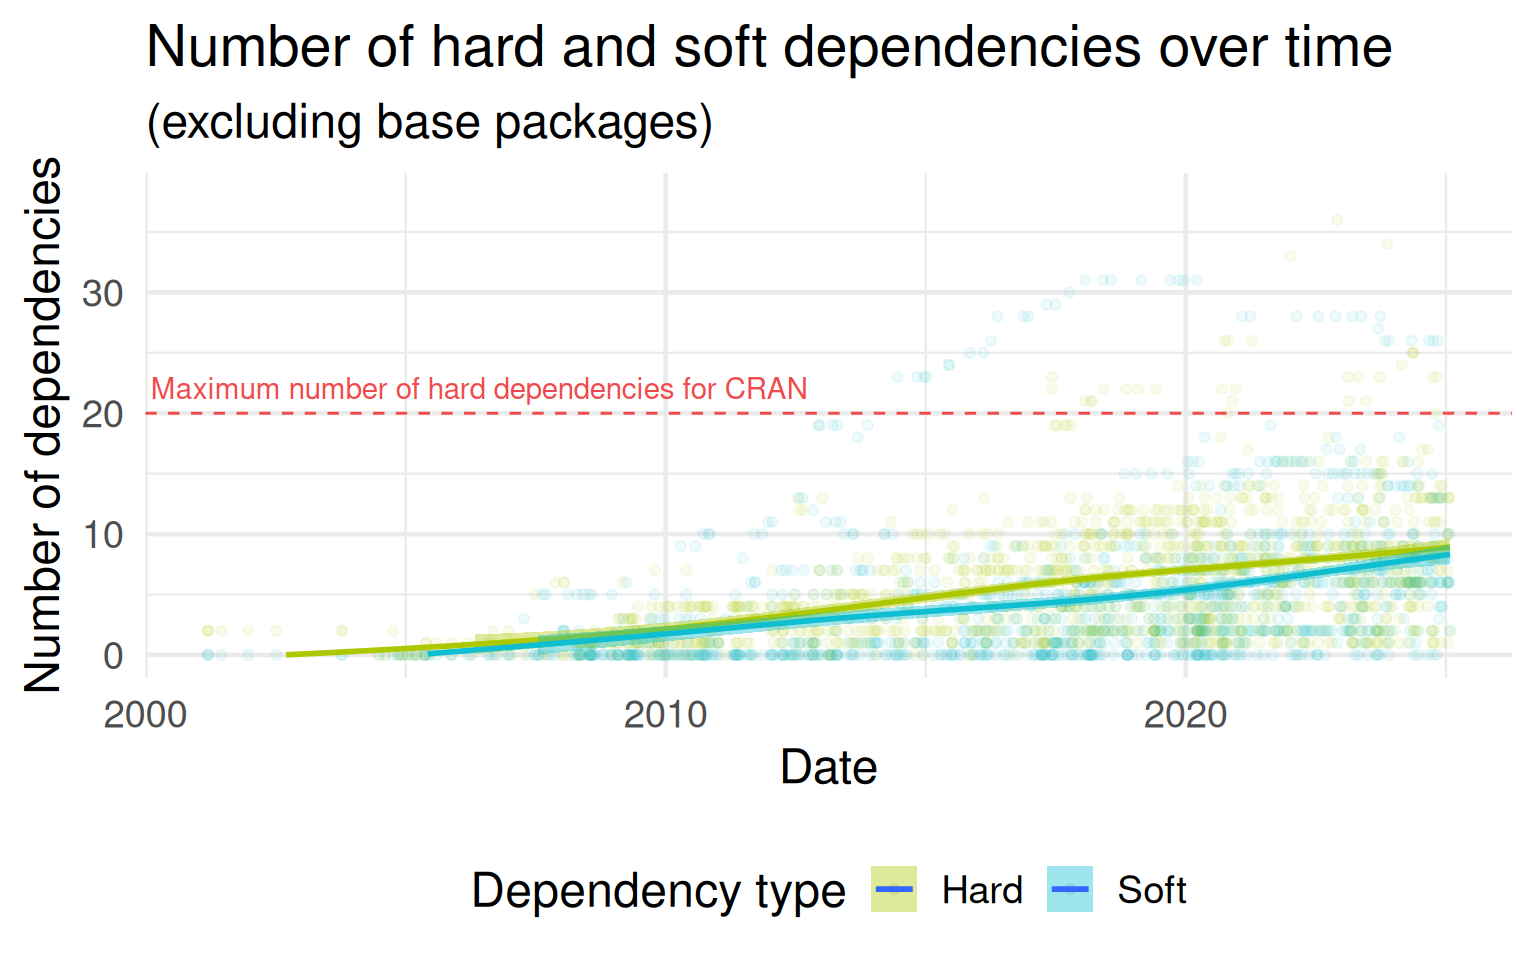 Number of hard and soft dependencies over time
(excluding base packages)
Number of dependencies
30
20
10
0
Maximum number of hard dependencies for CRAN
2000 2010 2020
Date
Dependency type Hard Soft